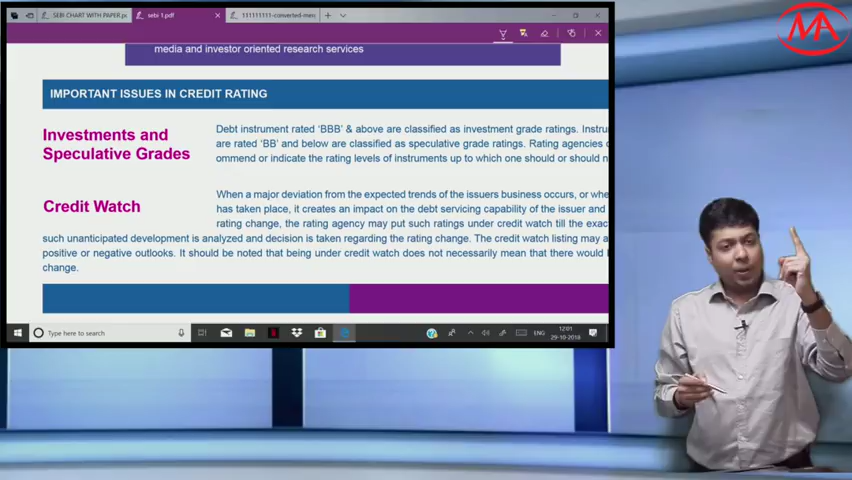 SEBI CHART WITH PAPER.pd
sebi 1.pdf
111111111-converted-merg
MA
media and investor oriented research services
IMPORTANT ISSUES IN CREDIT RATING
Investments and
Speculative Grades
Debt instrument rated ‘BBB’ & above are classified as investment grade ratings. Instru
are rated ‘BB’ and below are classified as speculative grade ratings. Rating agencies
ommend or indicate the rating levels of instruments up to which one should or should n
Credit Watch
When a major deviation from the expected trends of the issuers business occurs, or whe
has taken place, it creates an impact on the debt servicing capability of the issuer and
rating change, the rating agency may put such ratings under credit watch till the exac
such unanticipated development is analyzed and decision is taken regarding the rating change. The credit watch listing may a
positive or negative outlooks. It should be noted that being under credit watch does not necessarily mean that there would
change.
Type here to search
ENG
12:01
29-10-2018